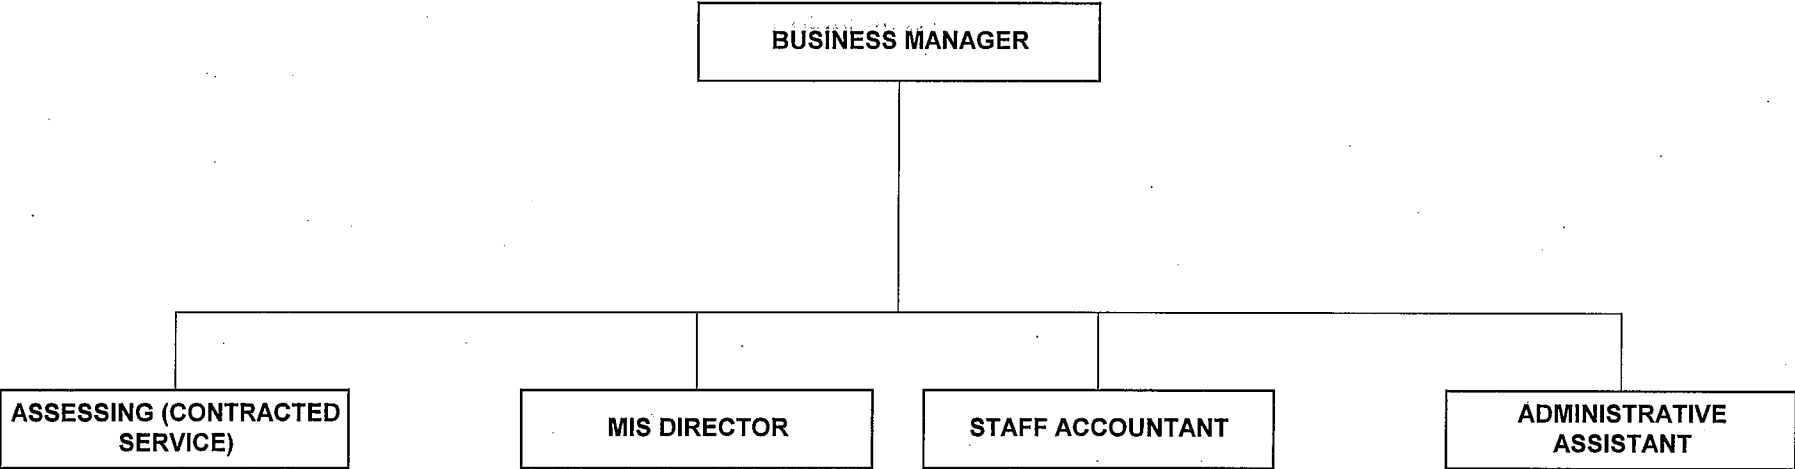 BUSINESS MANAGER
ASSESSING (CONTRACTED
SERVICE)
MIS DIRECTOR
STAFF ACCOUNTANT
ADMINISTRATIVE
ASSISTANT